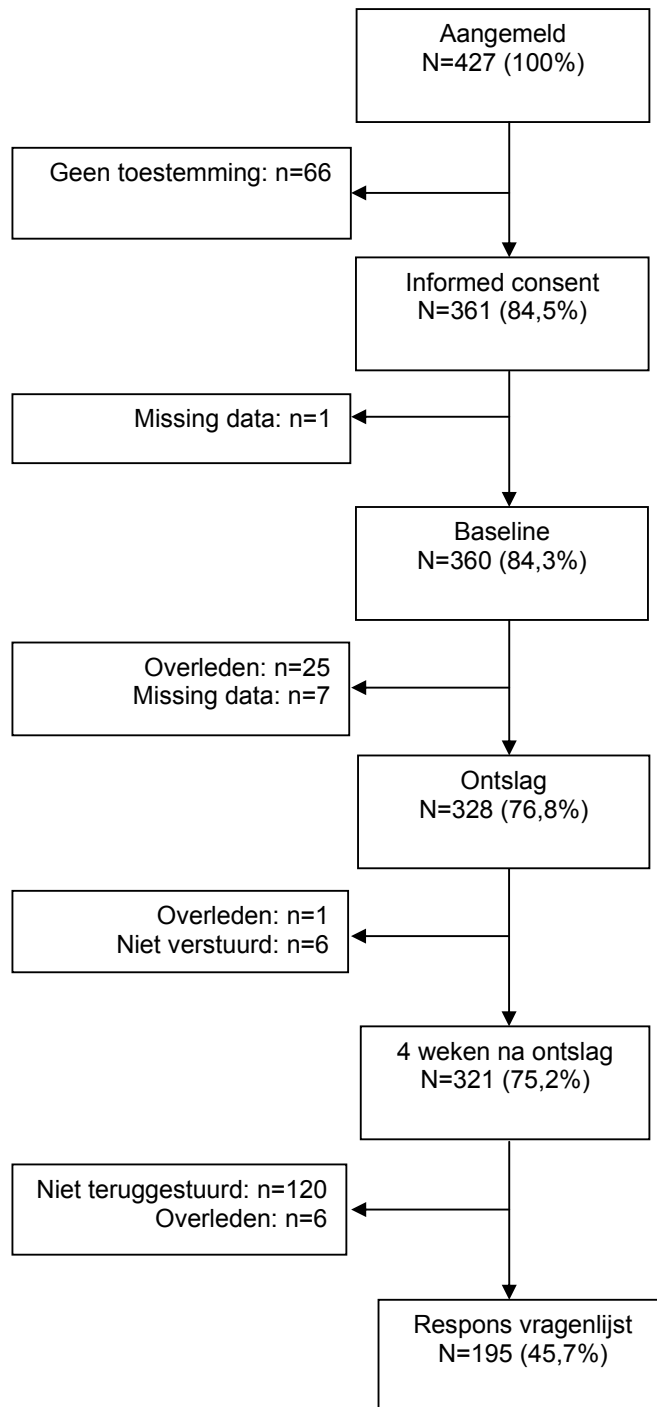 Aangemeld
N=427 (100%)
Geen toestemming: n=66
Informed consent
N=361 (84,5%)
Missing data: n=1
Baseline
N=360 (84,3%)
Overleden: n=25
Missing data: n=7
Ontslag
N=328 (76,8%)
Overleden: n=1
Niet verstuurd: n=6
4 weken na ontslag
N=321 (75,2%)
Niet teruggestuurd: n=120
Overleden: n=6
Respons vragenlijst
N=195 (45,7%)